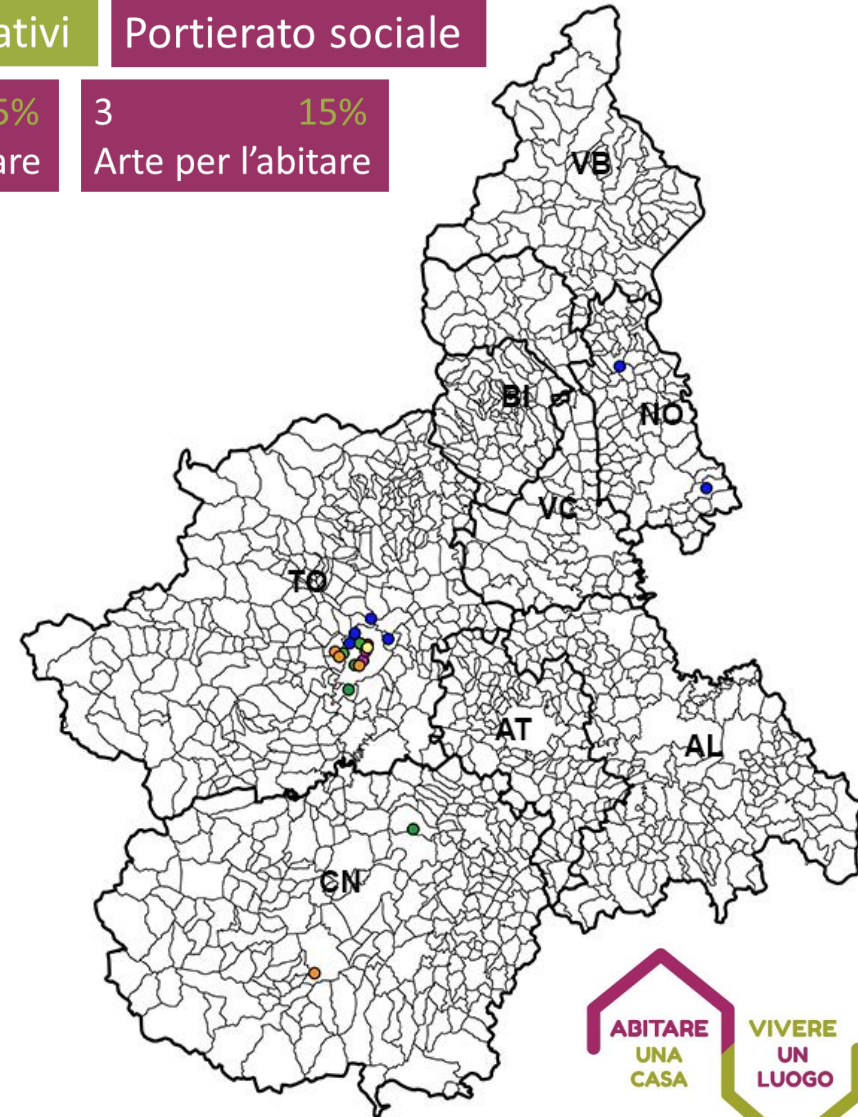 ativi
Portierato sociale
5%
are
3 15%
Arte per l'abitare
VB
BI
NO
VC
TO
AT
AL
CN
ABITARE
UNA
CASA
VIVERE
UN
LUOGO